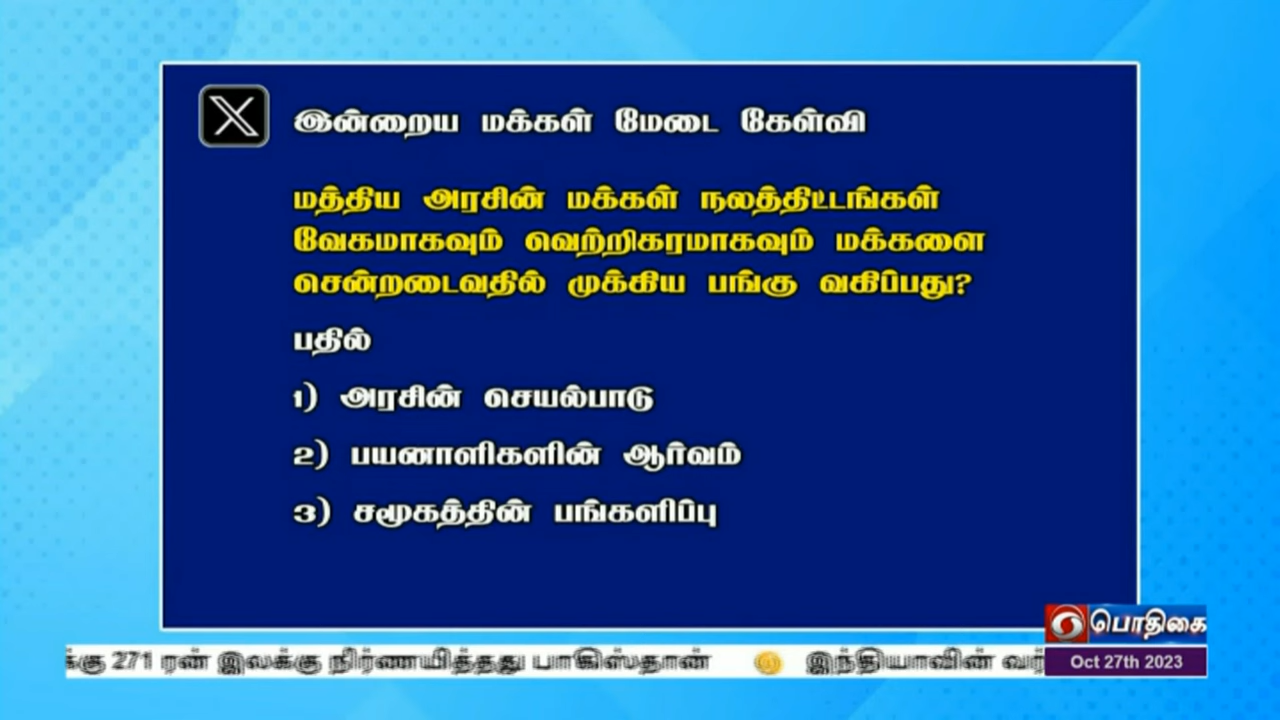 இன்றைய மக்கள் மேடை கேள்வி
மத்திய அரசின் மக்கள் நலத்திட்டங்கள்
வேகமாகவும் வெற்றிகரமாகவும் மக்களை
சென்றடைவதில் முக்கிய பங்கு வகிப்பது?
பதில்
1) அரசின் செயல்பாடு
2) பயனாளிகளின் ஆர்வம்
3) சமூகத்தின் பங்களிப்பு
பொதிகை
க்கு 271 ரன் இலக்கு நிர்ணயித்தது பாகிஸ்தான் இந்தியாவின் வர்
Oct 27th 2023